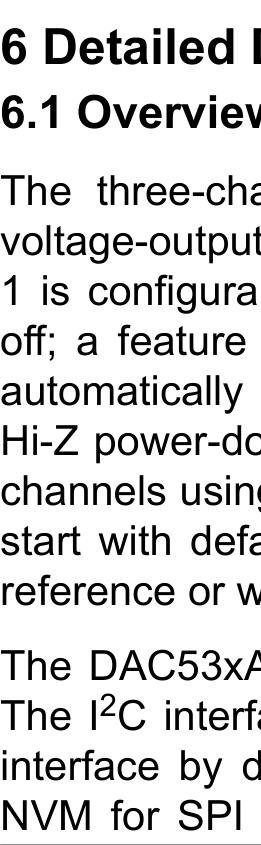 6 Detailed
6.1 Overview
The three-cha
voltage-output
1 is configura
off; a feature
automatically
Hi-Z power-do
channels using
start with defa
reference or w
The DAC53xA
The I²C interfa
interface by d
NVM for SPI